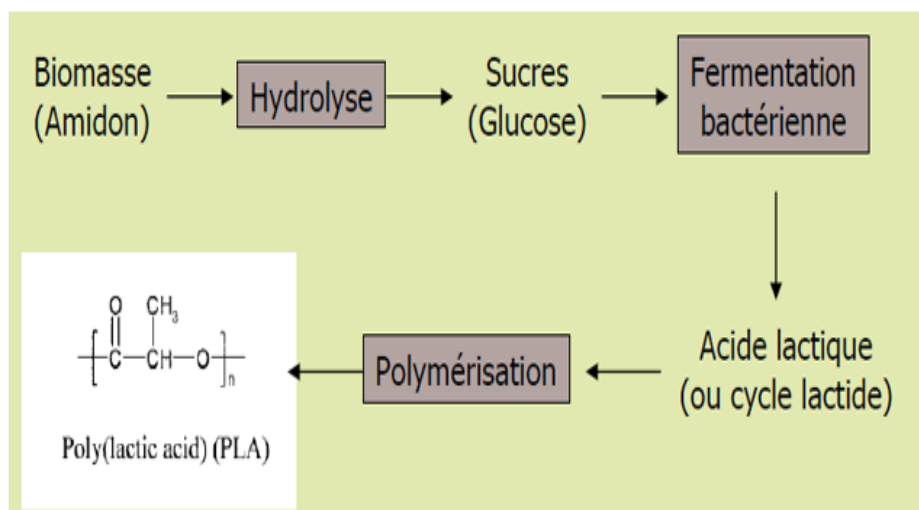 Biomasse
(Amidon)
Hydrolyse
Sucres
(Glucose)
Fermentation
bactérienne
Acide lactique
(ou cycle lactide)
Polymérisation
O CH3
C—CH—O
n
Poly(lactic acid) (PLA)